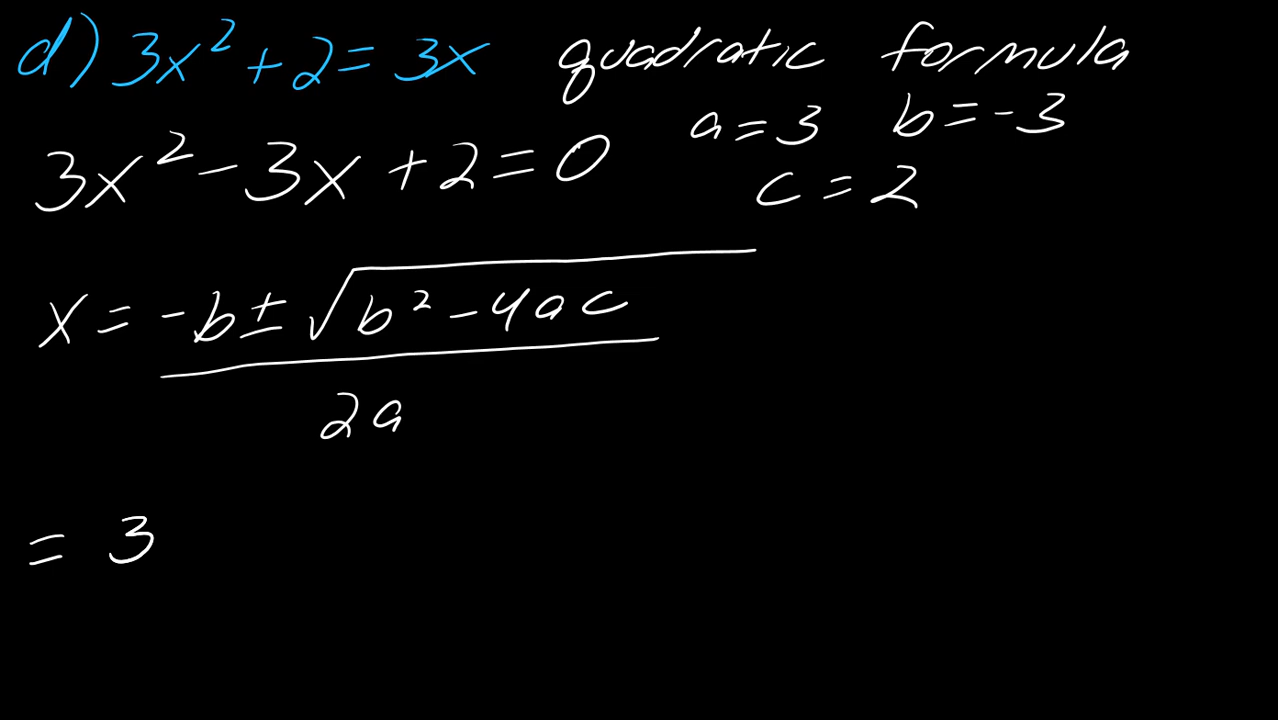 d) 3x² + 2 = 3x quadratic formula
3x² - 3x + 2 = 0 a = 3 b = -3
c = 2
x = -b ± √b² - 4ac
2a
= 3